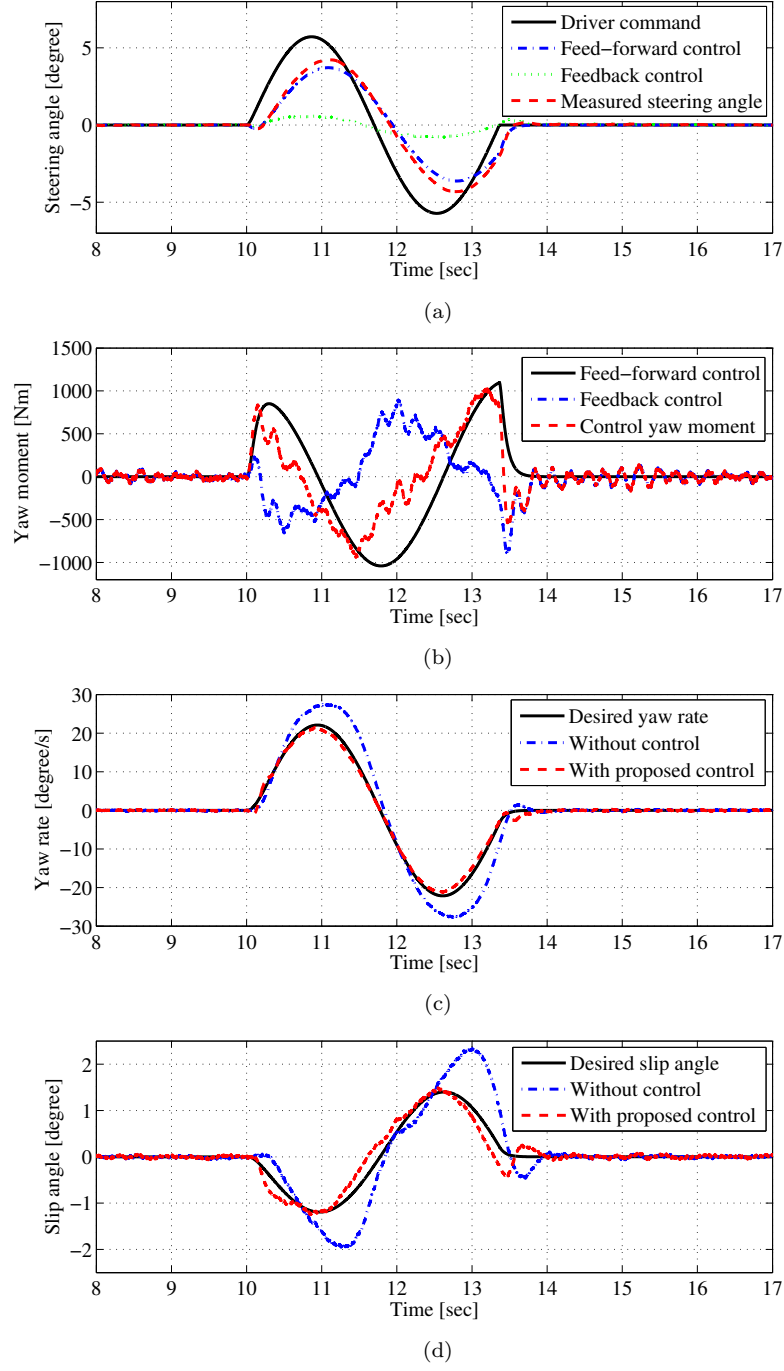 5
0
−5
Steering angle [degree]
Driver command
Feed−forward control
Feedback control
Measured steering angle
8 9 10 11 12 13 14 15 16 17
Time [sec]
(a)
1500
1000
500
0
−500
−1000
Yaw moment [Nm]
Feed−forward control
Feedback control
Control yaw moment
8 9 10 11 12 13 14 15 16 17
Time [sec]
(b)
30
20
10
0
−10
−20
−30
Yaw rate [degree/s]
Desired yaw rate
Without control
With proposed control
8 9 10 11 12 13 14 15 16 17
Time [sec]
(c)
2
1
0
−1
−2
Slip angle [degree]
Desired slip angle
Without control
With proposed control
8 9 10 11 12 13 14 15 16 17
Time [sec]
(d)